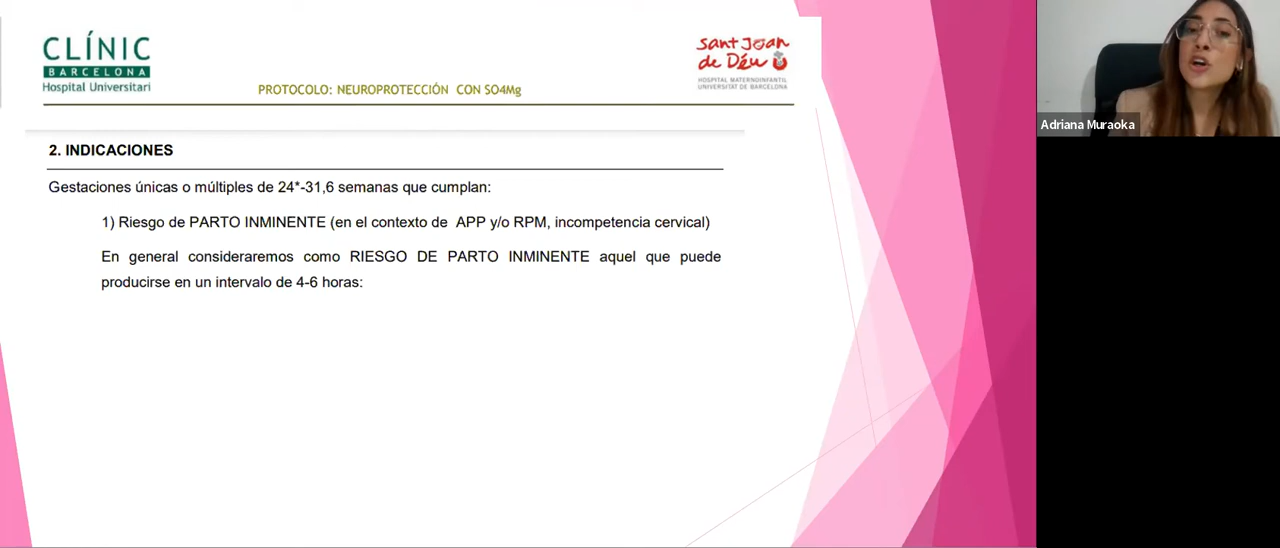 CLÍNIC
BARCELONA
Hospital Universitari
PROTOCOLO: NEUROPROTECCIÓN CON SO4Mg
sant Joan
de Déu
HOSPITAL MATERNOINFANTIL
UNIVERSITAT DE BARCELONA
2. INDICACIONES
Gestaciones únicas o múltiples de 24*-31,6 semanas que cumplan:
1) Riesgo de PARTO INMINENTE (en el contexto de APP y/o RPM, incompetencia cervical)
En general consideraremos como RIESGO DE PARTO INMINENTE aquel que puede
producirse en un intervalo de 4-6 horas:
Adriana Muraoka